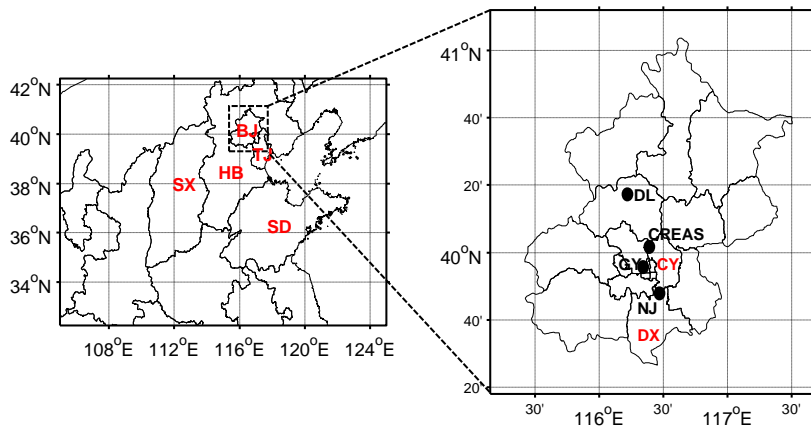 42°N
40°N
38°N
36°N
34°N
108°E
112°E
116°E
120°E
124°E
BJ
TJ
HB
SX
SD
41°N
40'
20'
40°N
40'
20'
30'
116°E
30'
117°E
30'
DL
CREAS
GY
CY
NJ
DX